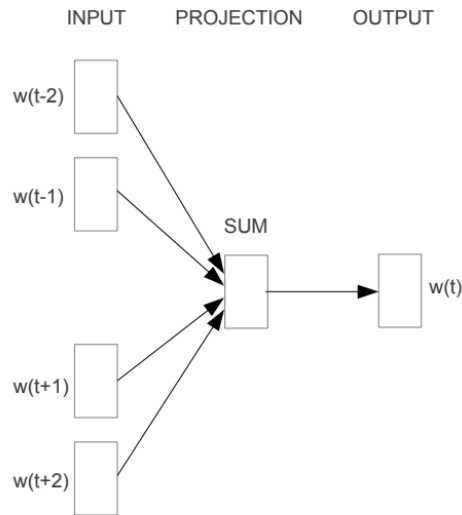 INPUT PROJECTION OUTPUT
w(t-2)
w(t-1)
SUM
w(t)
w(t+1)
w(t+2)